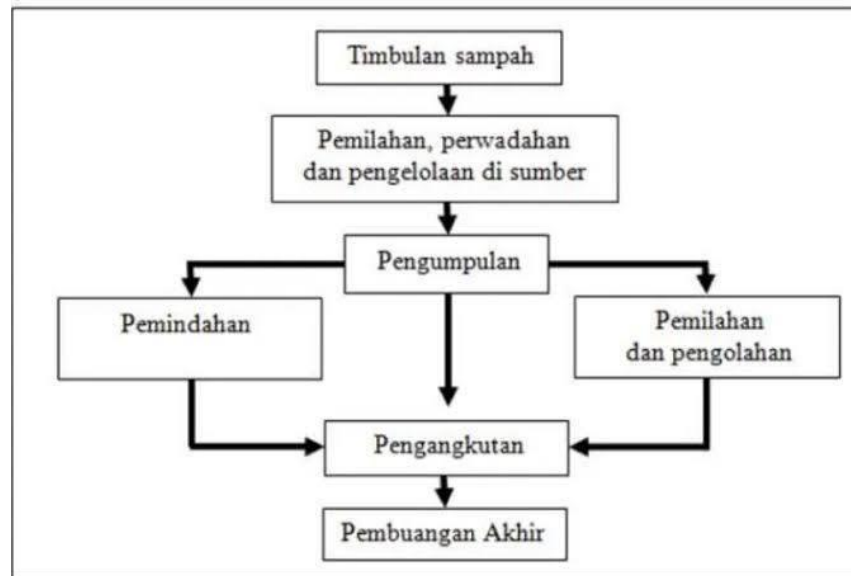 Timbulan sampah
Pemilahan, perwadahan
dan pengelolaan di sumber
Pengumpulan
Pemindahan
Pemilahan
dan pengolahan
Pengangkutan
Pembuangan Akhir